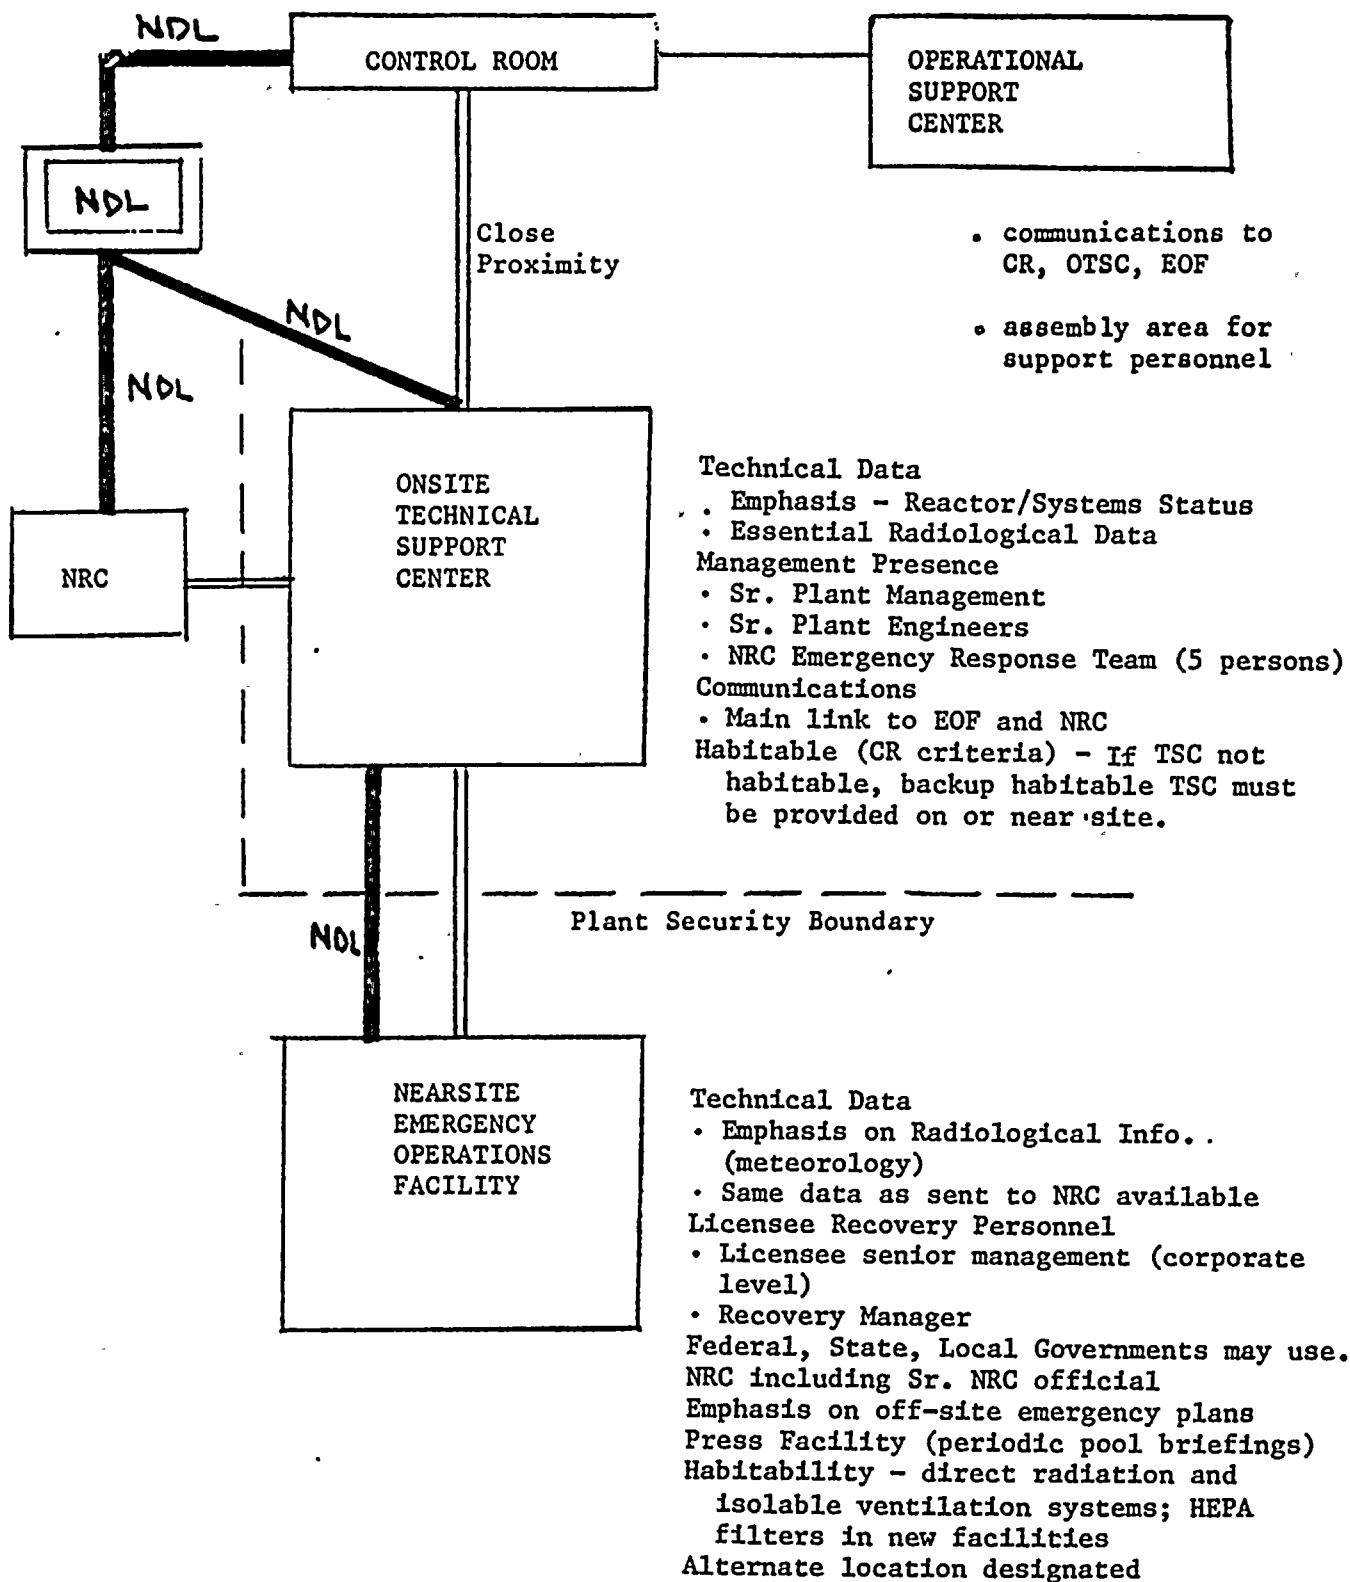 NDL
CONTROL ROOM
OPERATIONAL
SUPPORT
CENTER
NDL
Close
Proximity
• communications to
CR, OTSC, EOF
• assembly area for
support personnel
NDL
NDL
ONSITE
TECHNICAL
SUPPORT
CENTER
NRC
Technical Data
• Emphasis - Reactor/Systems Status
• Essential Radiological Data
Management Presence
• Sr. Plant Management
• Sr. Plant Engineers
• NRC Emergency Response Team (5 persons)
Communications
• Main link to EOF and NRC
Habitable (CR criteria) - If TSC not
habitable, backup habitable TSC must
be provided on or near site.
Plant Security Boundary
NDL
NEARSITE
EMERGENCY
OPERATIONS
FACILITY
Technical Data
• Emphasis on Radiological Info..
(meteorology)
• Same data as sent to NRC available
Licensee Recovery Personnel
• Licensee senior management (corporate
level)
• Recovery Manager
Federal, State, Local Governments may use.
NRC including Sr. NRC official
Emphasis on off-site emergency plans
Press Facility (periodic pool briefings)
Habitability - direct radiation and
isolable ventilation systems; HEPA
filters in new facilities
Alternate location designated